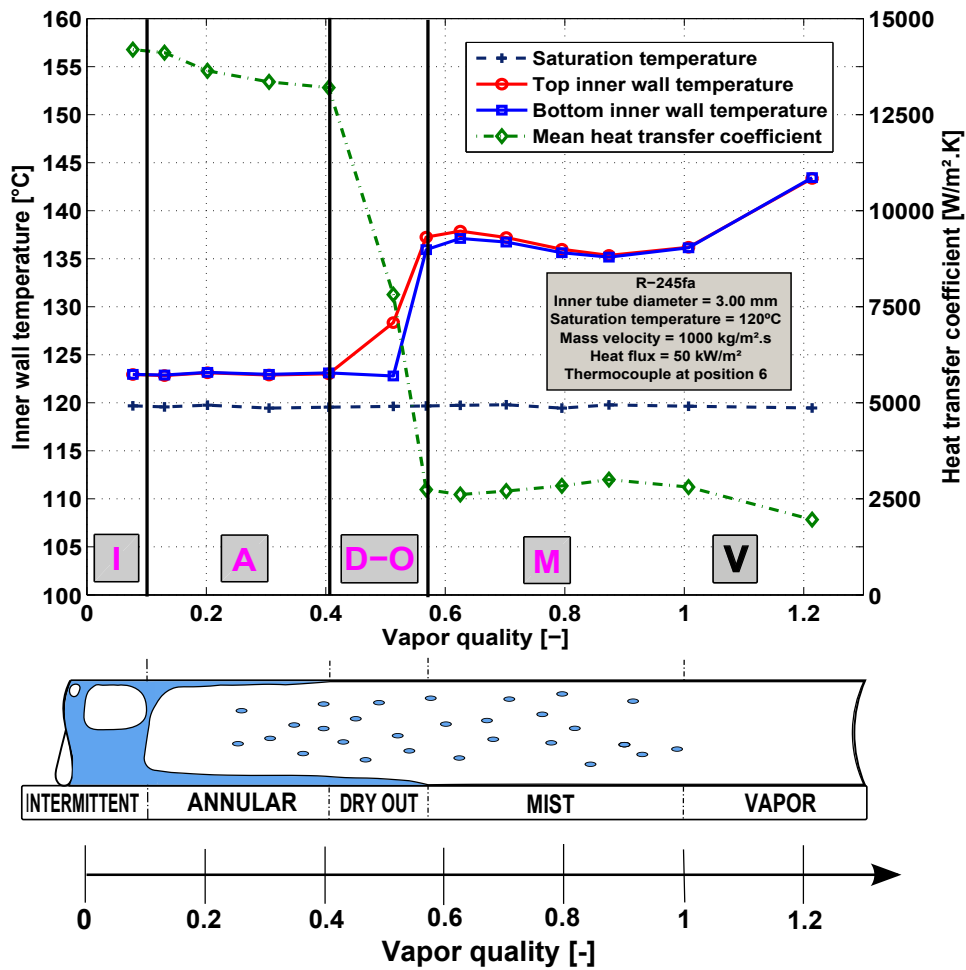 160
155
150
145
140
135
130
125
120
115
110
105
100
Inner wall temperature [°C]
15000
12500
10000
7500
5000
2500
0
Heat transfer coefficient [W/m².K]
Saturation temperature
Top inner wall temperature
Bottom inner wall temperature
Mean heat transfer coefficient
R−245fa
Inner tube diameter = 3.00 mm
Saturation temperature = 120ºC
Mass velocity = 1000 kg/m².s
Heat flux = 50 kW/m²
Thermocouple at position 6
I A D−O M V
0 0.2 0.4 0.6 0.8 1 1.2
Vapor quality [−]
INTERMITTENT ANNULAR DRY OUT MIST VAPOR
0 0.2 0.4 0.6 0.8 1 1.2
Vapor quality [-]